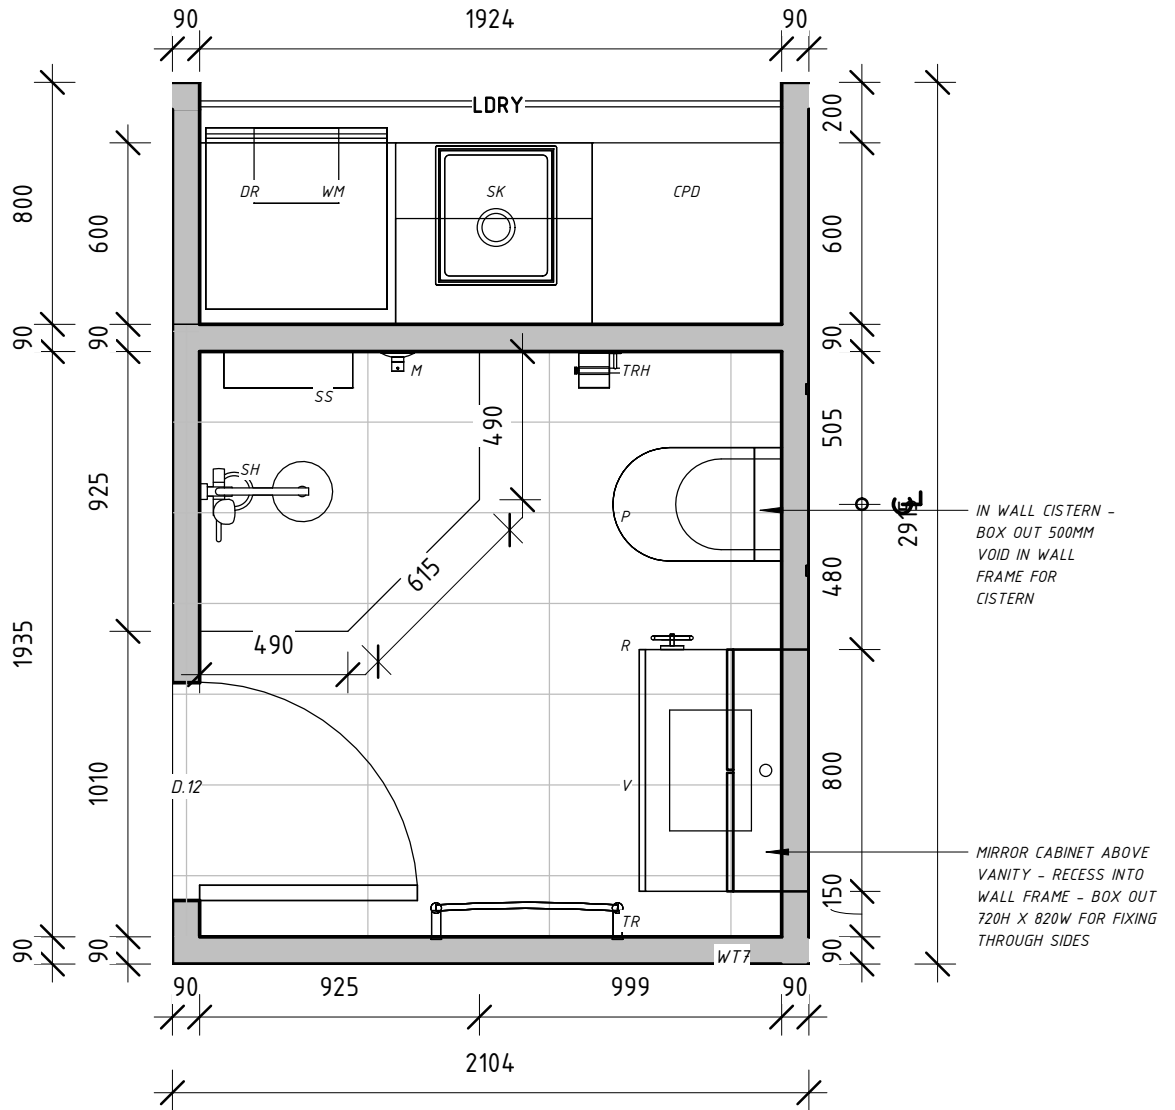 90
1924
90
LDRY
200
800
600
DR
WM
SK
CPD
600
90
90
90
M
TRH
SS
490
505
925
SH
P
IN WALL CISTERN -
BOX OUT 500MM
VOID IN WALL
FRAME FOR
CISTERN
615
480
1935
490
R
1010
D.12
V
800
MIRROR CABINET ABOVE
VANITY - RECESS INTO
WALL FRAME - BOX OUT
720H X 820W FOR FIXING
THROUGH SIDES
150
TR
90
90
WT7
90
90
925
999
90
2104